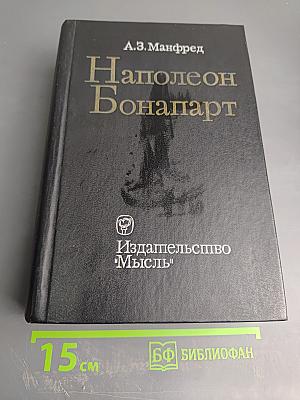 А.З. Манфред
Наполеон
Бонапарт
Издательство
"Мысль"
15 см
БФ БИБЛИОФАН